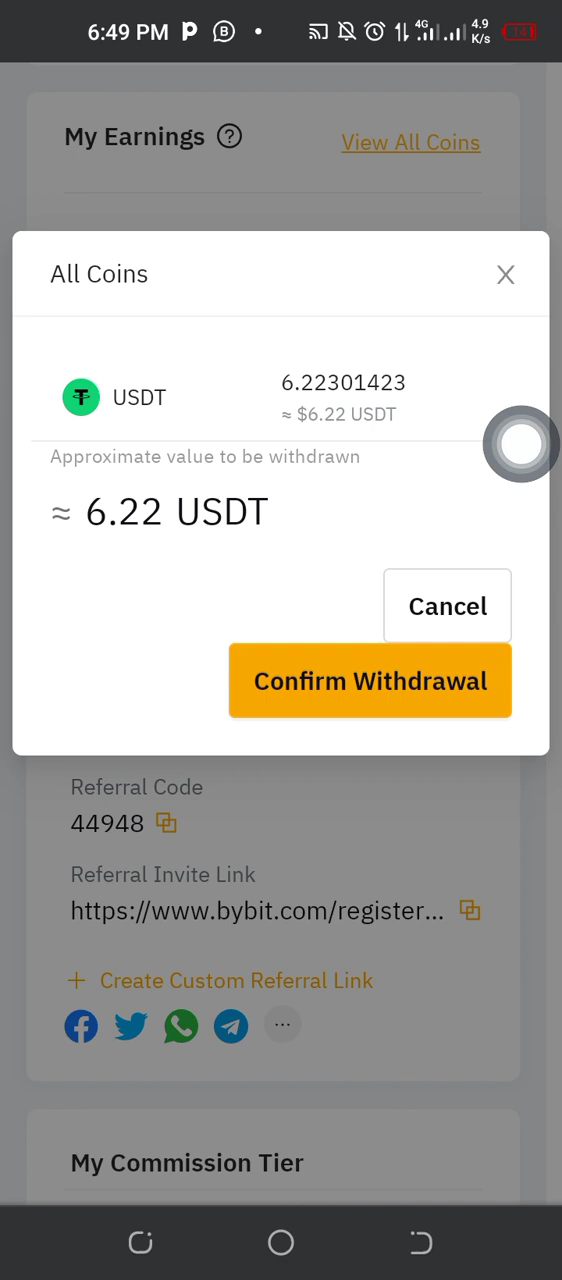 6:49 PM
4G
4.9
K/s
14
My Earnings
View All Coins
All Coins
X
USDT
6.22301423
≈ $6.22 USDT
Approximate value to be withdrawn
≈ 6.22 USDT
Cancel
Confirm Withdrawal
Referral Code
44948
Referral Invite Link
https://www.bybit.com/register...
+ Create Custom Referral Link
My Commission Tier